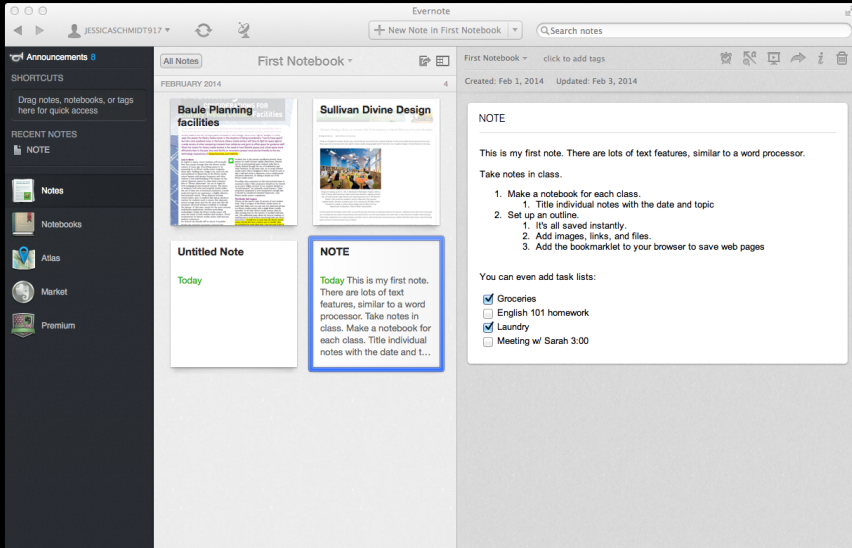 Evernote
JESSICASCHMIDT917
New Note in First Notebook
Search notes
Announcements 8
SHORTCUTS
Drag notes, notebooks, or tags
here for quick access
RECENT NOTES
NOTE
Notes
Notebooks
Atlas
Market
Premium
All Notes
First Notebook
FEBRUARY 2014
4
Baule Planning
facilities
Sullivan Divine Design
Untitled Note
Today
NOTE
Today This is my first note.
There are lots of text
features, similar to a word
processor. Take notes in
class. Make a notebook for
each class. Title individual
notes with the date and t...
First Notebook
click to add tags
Created: Feb 1, 2014 Updated: Feb 3, 2014
NOTE
This is my first note. There are lots of text features, similar to a word processor.
Take notes in class.
1. Make a notebook for each class.
1. Title individual notes with the date and topic
2. Set up an outline.
1. It's all saved instantly.
2. Add images, links, and files.
3. Add the bookmarklet to your browser to save web pages
You can even add task lists:
Groceries
English 101 homework
Laundry
Meeting w/ Sarah 3:00